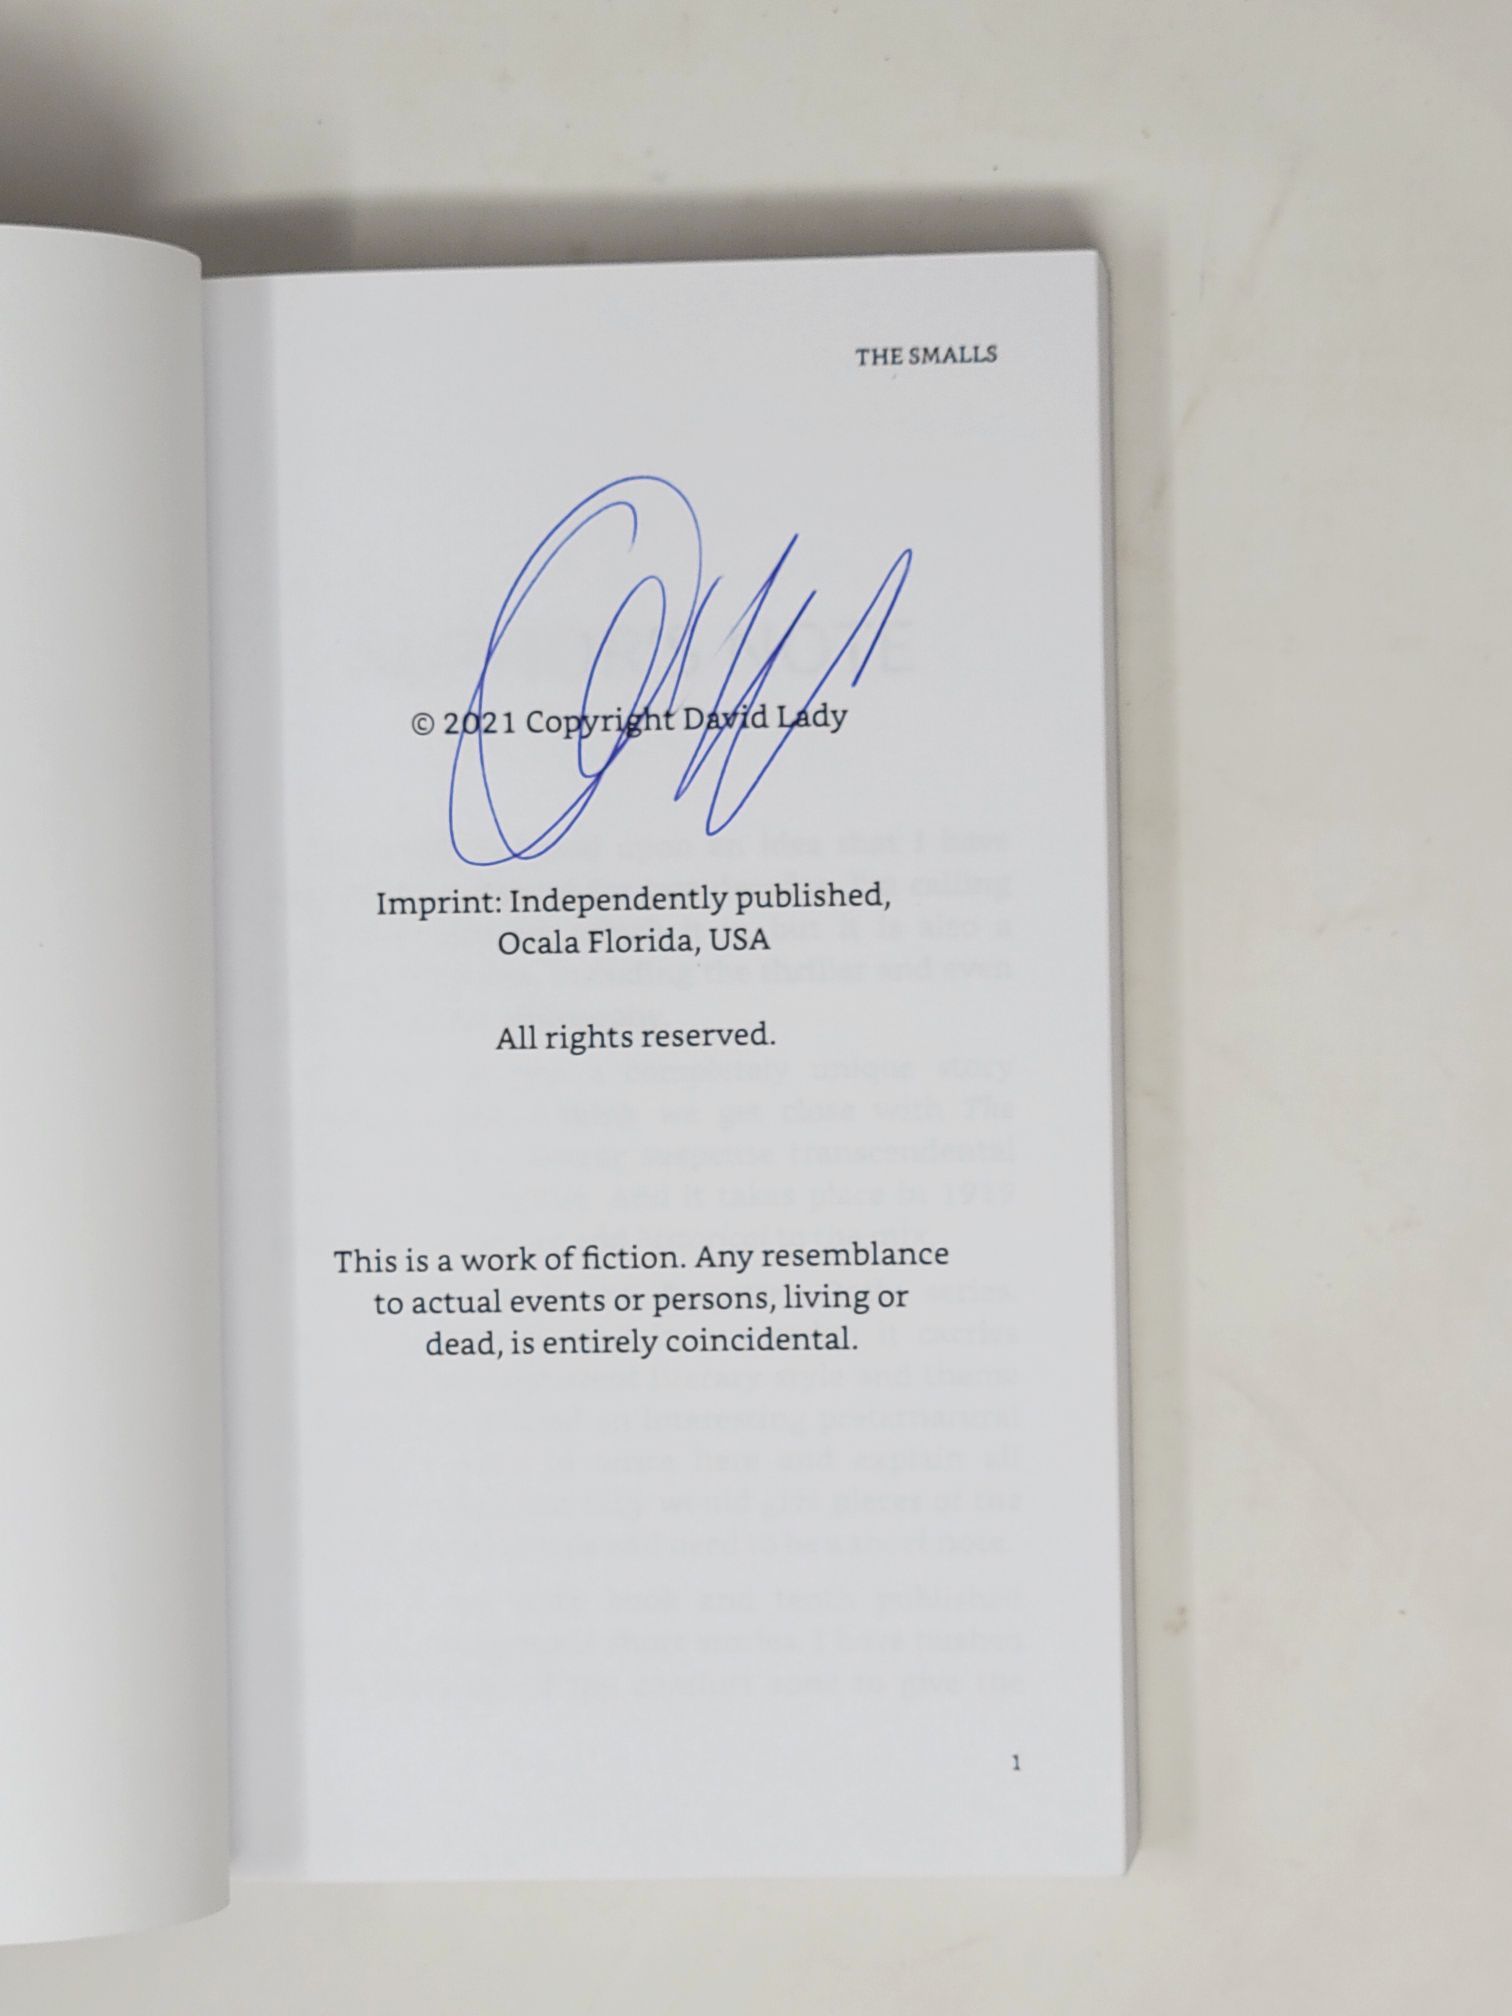 THE SMALLS
© 2021 Copyright David Lady
Imprint: Independently published,
Ocala Florida, USA
All rights reserved.
This is a work of fiction. Any resemblance
to actual events or persons, living or
dead, is entirely coincidental.
1